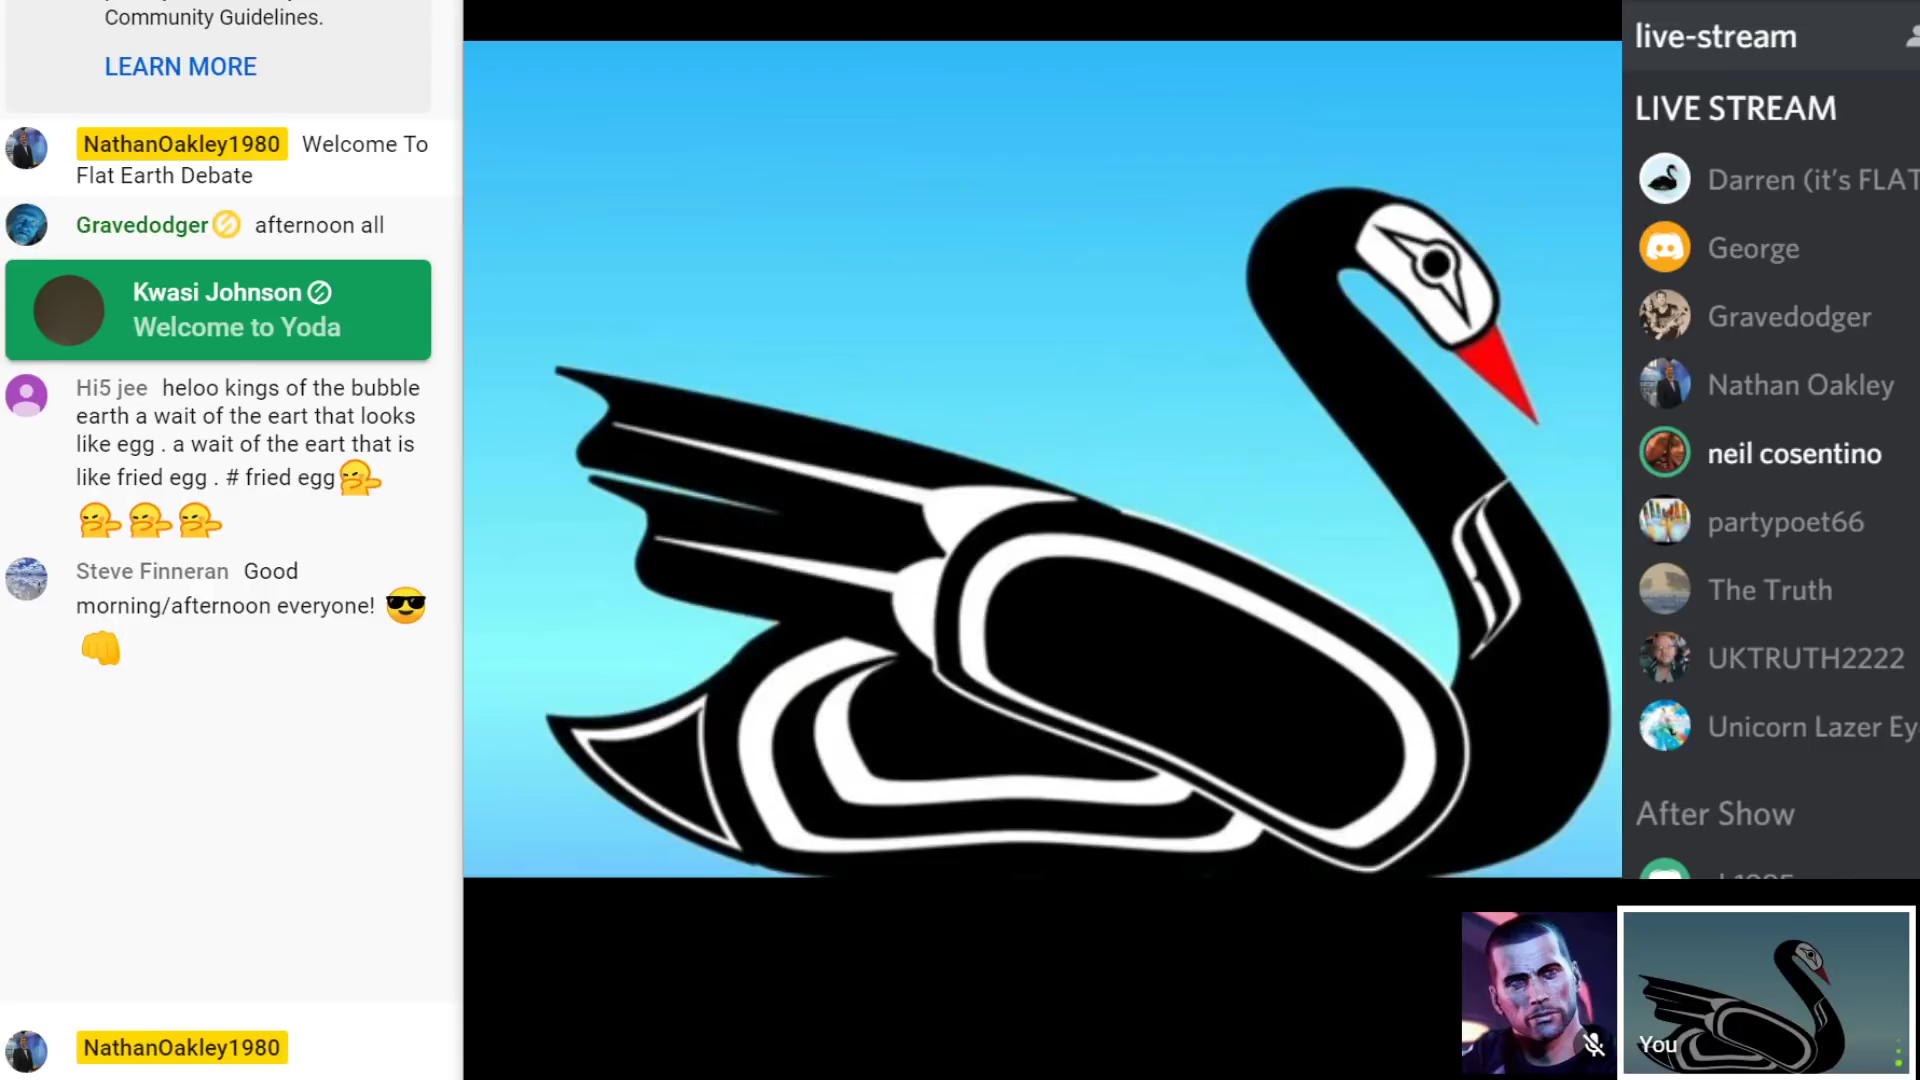 Community Guidelines.
LEARN MORE
NathanOakley1980 Welcome To
Flat Earth Debate
Gravedodger afternoon all
Kwasi Johnson
Welcome to Yoda
Hi5 jee heloo kings of the bubble
earth a wait of the eart that looks
like egg . a wait of the eart that is
like fried egg . # fried egg
Steve Finneran Good
morning/afternoon everyone!
NathanOakley1980
live-stream
LIVE STREAM
Darren (it's FLAT
George
Gravedodger
Nathan Oakley
neil cosentino
partypoet66
The Truth
UKTRUTH2222
Unicorn Lazer Ey
After Show
You